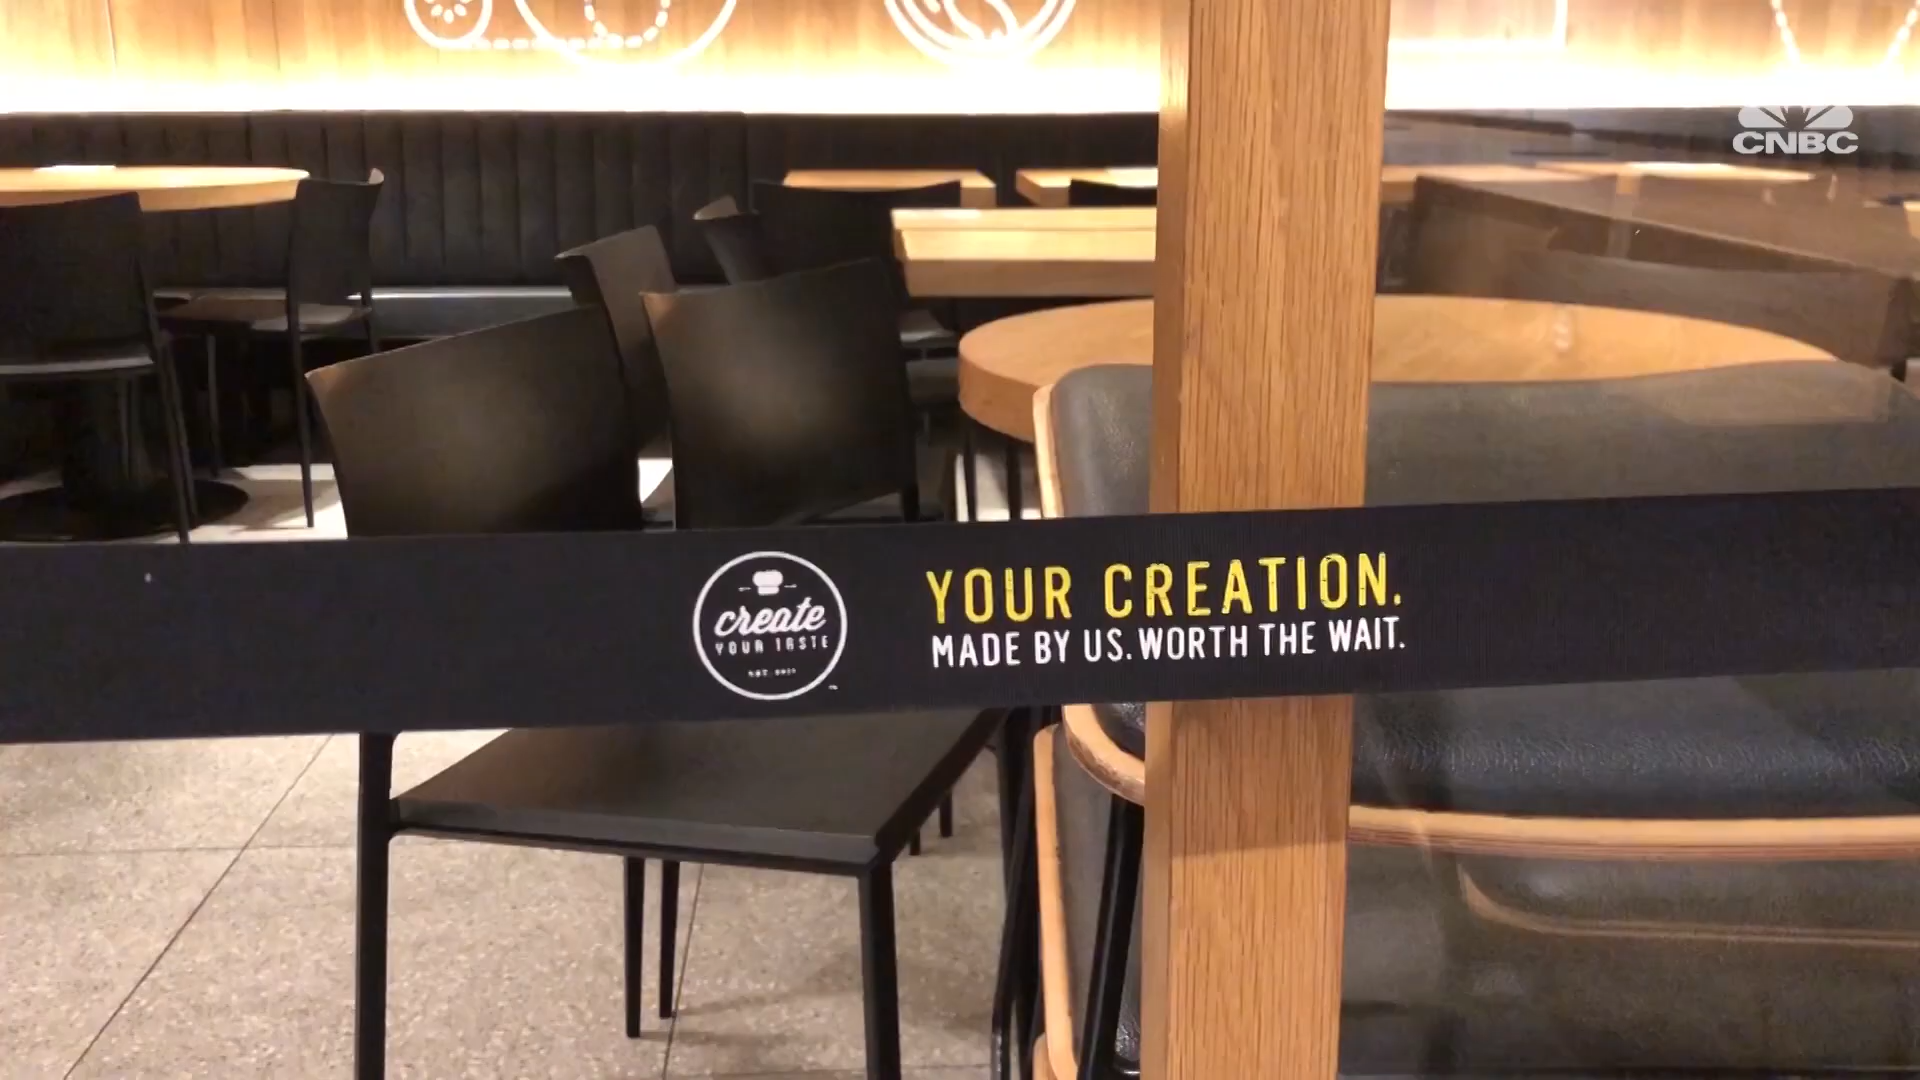 CNBC
create
YOUR TASTE
YOUR CREATION.
MADE BY US. WORTH THE WAIT.